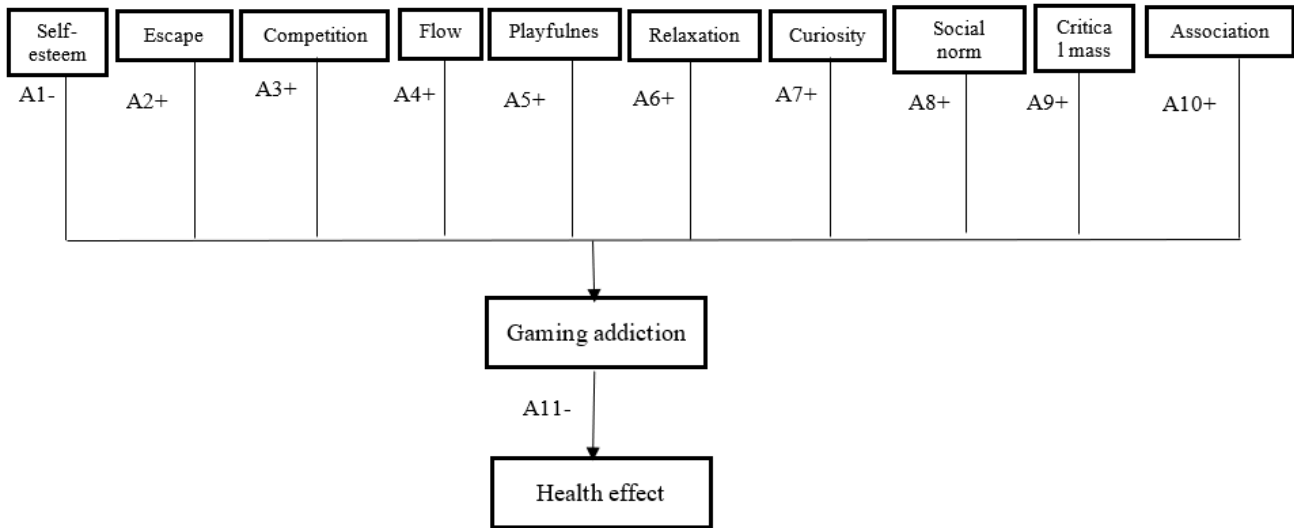 Self-
esteem
Escape
Competition
Flow
Playfulnes
Relaxation
Curiosity
Social
norm
Critica
l mass
Association
A1-
A2+
A3+
A4+
A5+
A6+
A7+
A8+
A9+
A10+
Gaming addiction
A11-
Health effect